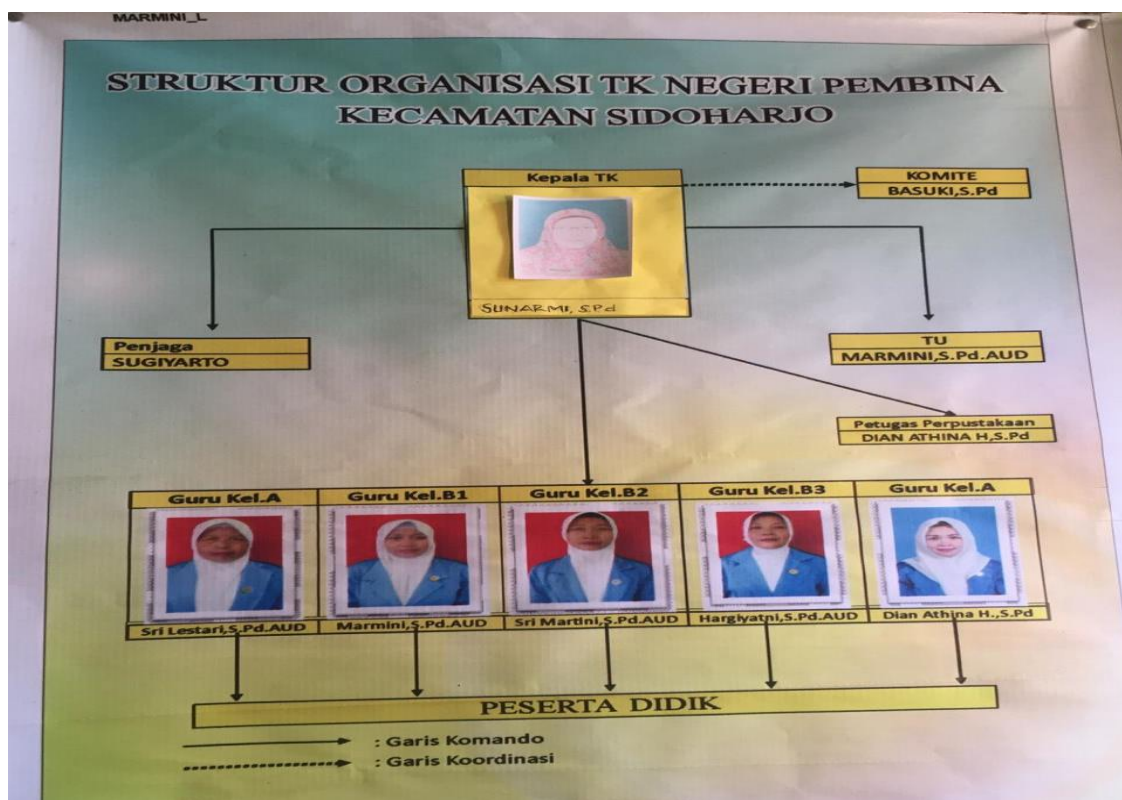 MARMINI_L
STRUKTUR ORGANISASI TK NEGERI PEMBINA
KECAMATAN SIDOHARJO
Kepala TK
SUNARMI, S.Pd
KOMITE
BASUKI,S.Pd
Penjaga
SUGIYARTO
TU
MARMINI,S.Pd.AUD
Petugas Perpustakaan
DIAN ATHINA H,S.Pd
Guru Kel.A
Sri Lestari,S.Pd.AUD
Guru Kel.B1
Marmini,S.Pd.AUD
Guru Kel.B2
Sri Martini,S.Pd.AUD
Guru Kel.B3
Hargiyatni,S.Pd.AUD
Guru Kel.A
Dian Athina H.,S.Pd
PESERTA DIDIK
: Garis Komando
: Garis Koordinasi